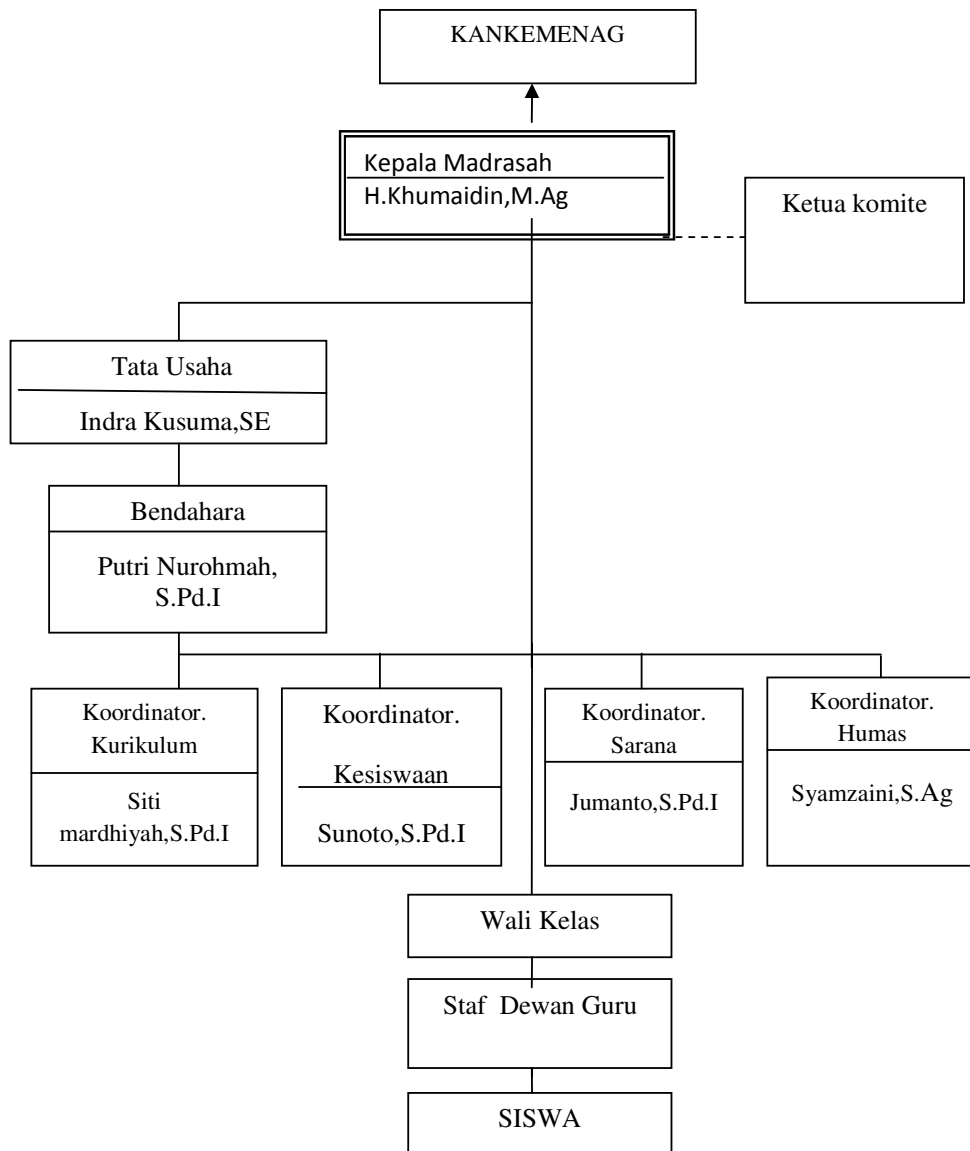 KANKEMENAG
Kepala Madrasah
H.Khumaidin,M.Ag
Ketua komite
Tata Usaha
Indra Kusuma,SE
Bendahara
Putri Nurohmah,
S.Pd.I
Koordinator.
Kurikulum
Siti
mardhiyah,S.Pd.I
Koordinator.
Kesiswaan
Sunoto,S.Pd.I
Koordinator.
Sarana
Jumanto,S.Pd.I
Koordinator.
Humas
Syamzaini,S.Ag
Wali Kelas
Staf Dewan Guru
SISWA